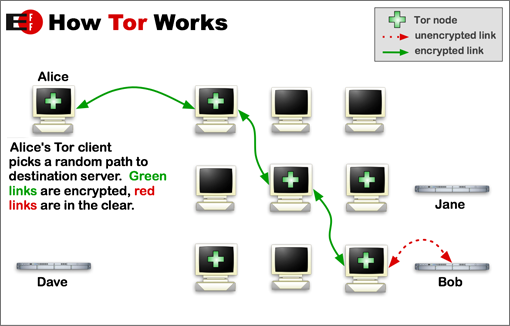 EFF How Tor Works
Tor node
unencrypted link
encrypted link
Alice
Alice's Tor client
picks a random path to
destination server. Green
links are encrypted, red
links are in the clear.
Jane
Dave
Bob